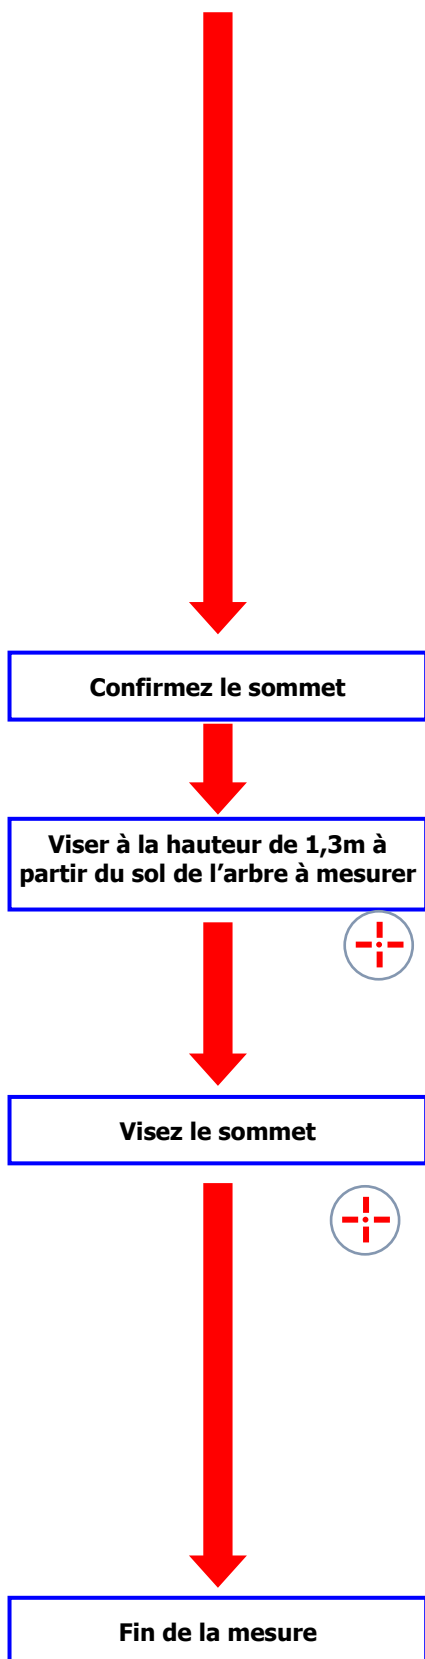 Confirmez le sommet
Viser à la hauteur de 1,3m à
partir du sol de l’arbre à mesurer
Visez le sommet
Fin de la mesure